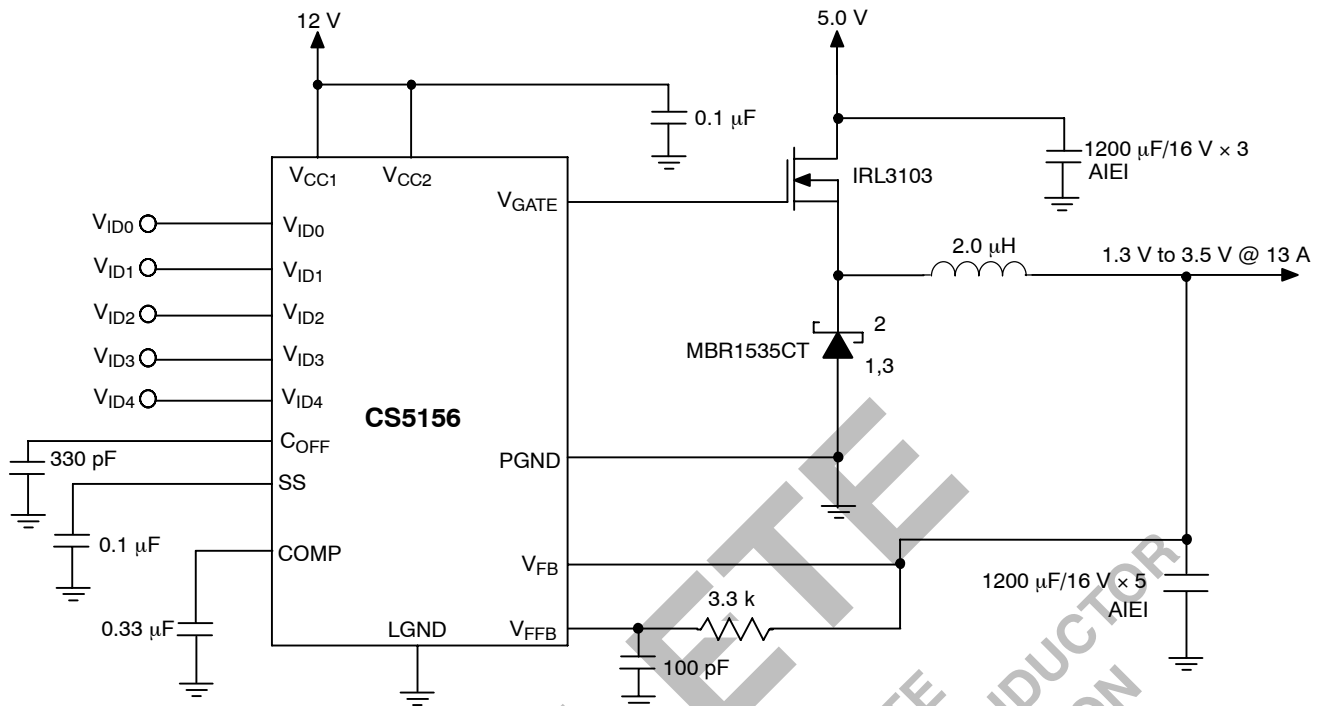 12 V
5.0 V
0.1 μF
1200 μF/16 V × 3
AIEI
VCC1
VCC2
VGATE
IRL3103
VID0
VID0
VID1
VID1
VID2
VID2
VID3
VID3
VID4
VID4
2.0 μH
1.3 V to 3.5 V @ 13 A
MBR1535CT
2
1,3
CS5156
COFF
330 pF
PGND
SS
0.1 μF
COMP
VFB
1200 μF/16 V × 5
AIEI
3.3 k
0.33 μF
LGND
VFFB
100 pF